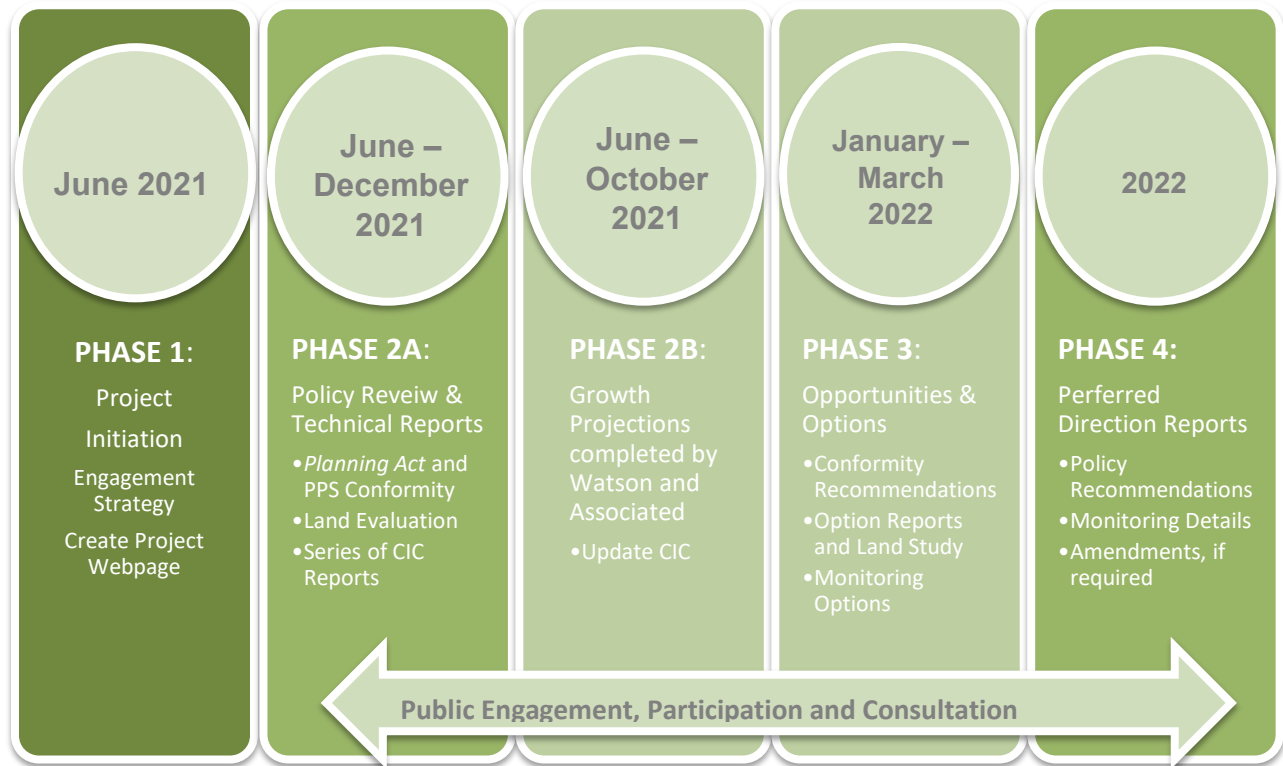 June 2021
PHASE 1:
Project
Initiation
Engagement
Strategy
Create Project
Webpage
June –
December
2021
PHASE 2A:
Policy Reveiw &
Technical Reports
•Planning Act and
PPS Conformity
•Land Evaluation
•Series of CIC
Reports
June –
October
2021
PHASE 2B:
Growth
Projections
completed by
Watson and
Associated
•Update CIC
January –
March
2022
PHASE 3:
Opportunities &
Options
•Conformity
Recommendations
•Option Reports
and Land Study
•Monitoring
Options
2022
PHASE 4:
Perferred
Direction Reports
•Policy
Recommendations
•Monitoring Details
•Amendments, if
required
Public Engagement, Participation and Consultation